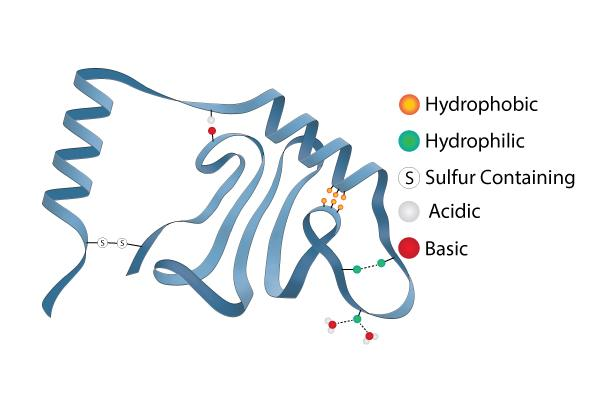 Hydrophobic
Hydrophilic
S Sulfur Containing
Acidic
Basic
S S